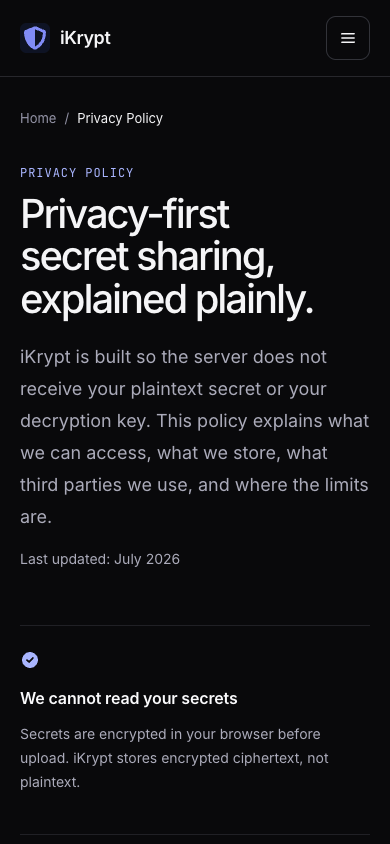 iKrypt
Home / Privacy Policy
PRIVACY POLICY
Privacy-first
secret sharing,
explained plainly.
iKrypt is built so the server does not
receive your plaintext secret or your
decryption key. This policy explains what
we can access, what we store, what
third parties we use, and where the limits
are.
Last updated: July 2026
We cannot read your secrets
Secrets are encrypted in your browser before
upload. iKrypt stores encrypted ciphertext, not
plaintext.